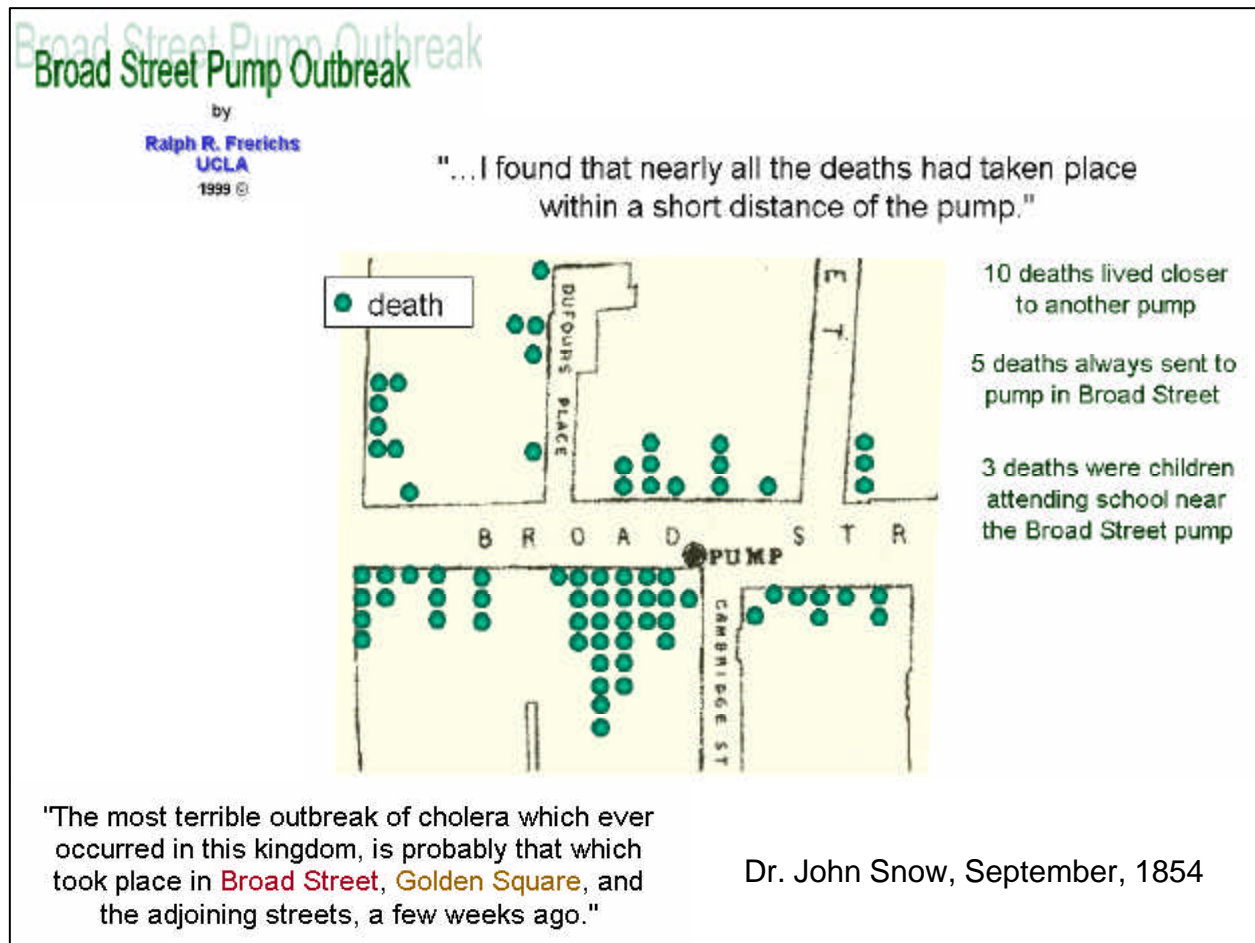 Broad Street Pump Outbreak
Broad Street Pump Outbreak
by
Ralph R. Frerichs
UCLA
1999 ©
"...I found that nearly all the deaths had taken place
within a short distance of the pump."
death
DUFOURS PLACE
E T
10 deaths lived closer
to another pump
5 deaths always sent to
pump in Broad Street
3 deaths were children
attending school near
the Broad Street pump
BROAD STR
PUMP
CAMBRIDGE ST
"The most terrible outbreak of cholera which ever
occurred in this kingdom, is probably that which
took place in Broad Street, Golden Square, and
the adjoining streets, a few weeks ago."
Dr. John Snow, September, 1854